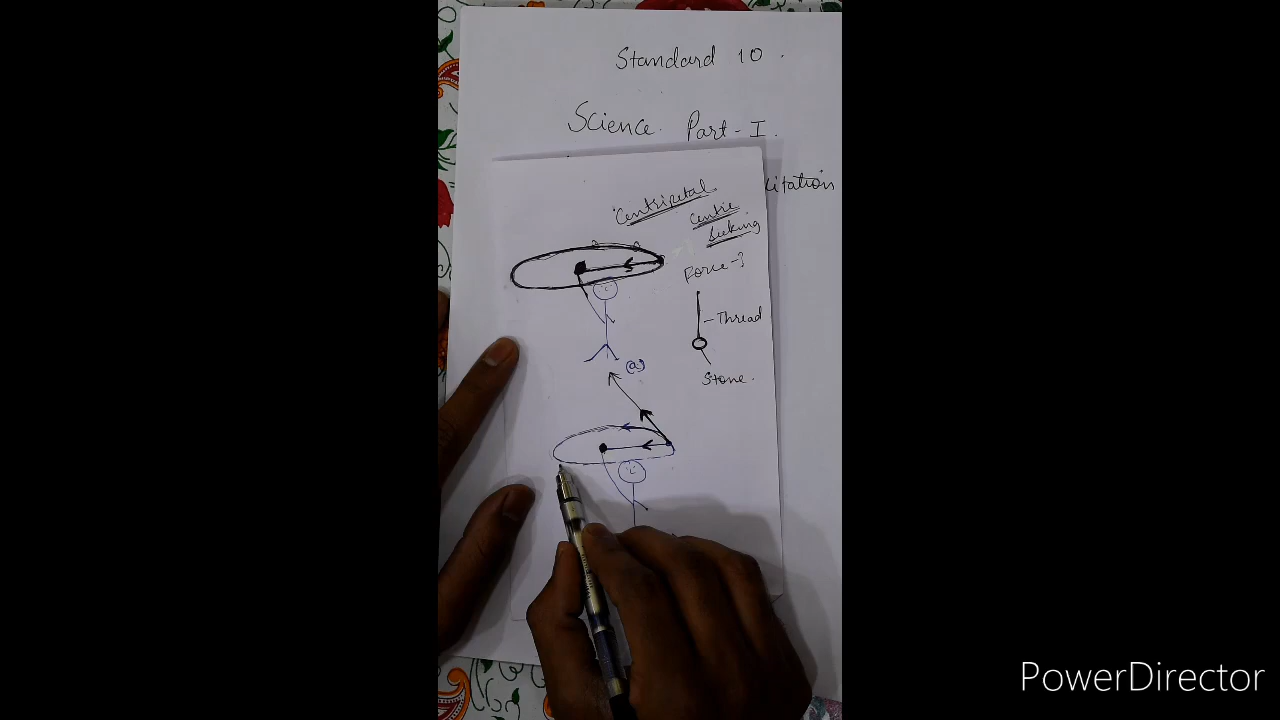 Standard 10.
Science. Part-I.
itation
Centripetal
Centre
Seeking
Force-?
Thread
Stone.
(a)
PowerDirector